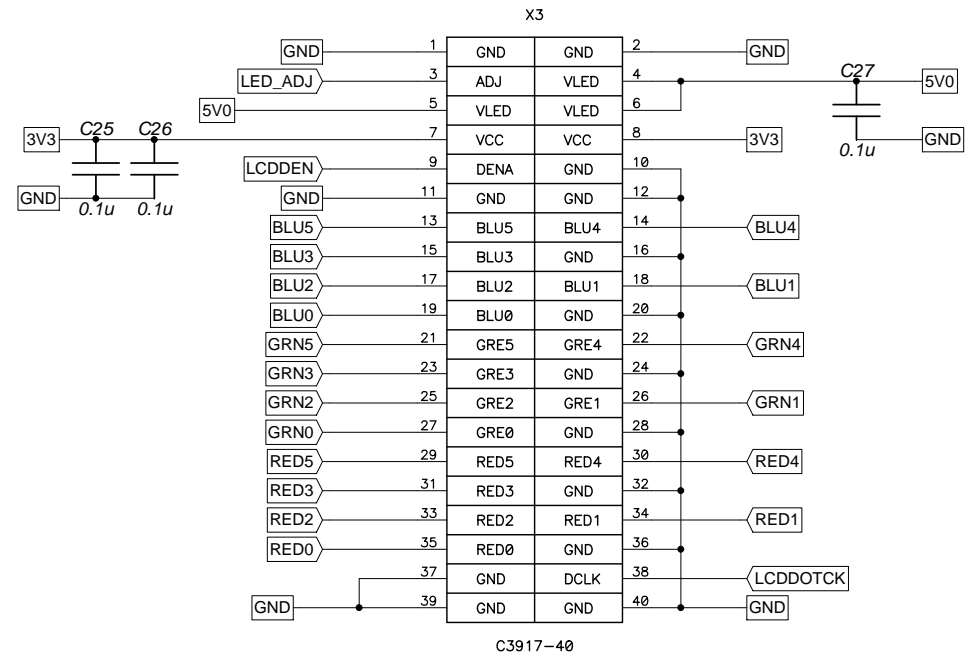 X3
GND 1 GND GND 2 GND
LED_ADJ 3 ADJ VLED 4 C27 5V0
5V0 5 VLED VLED 6
3V3 C25 C26 7 VCC VCC 8 3V3 0.1u GND
LCDDEN 9 DENA GND 10
GND 0.1u 0.1u GND 11 GND GND 12
BLU5 13 BLU5 BLU4 14 BLU4
BLU3 15 BLU3 GND 16
BLU2 17 BLU2 BLU1 18 BLU1
BLU0 19 BLU0 GND 20
GRN5 21 GRE5 GRE4 22 GRN4
GRN3 23 GRE3 GND 24
GRN2 25 GRE2 GRE1 26 GRN1
GRN0 27 GRE0 GND 28
RED5 29 RED5 RED4 30 RED4
RED3 31 RED3 GND 32
RED2 33 RED2 RED1 34 RED1
RED0 35 RED0 GND 36
37 GND DCLK 38 LCDDOTCK
GND 39 GND GND 40 GND
C3917-40